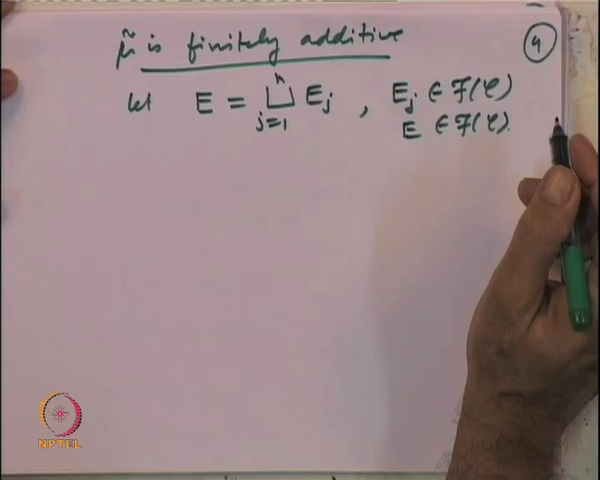 μ̃ is finitely additive
4
let E = ⊔_{j=1}^{n} E_j , E_j ∈ F(C)
E ∈ F(C).
NPTEL